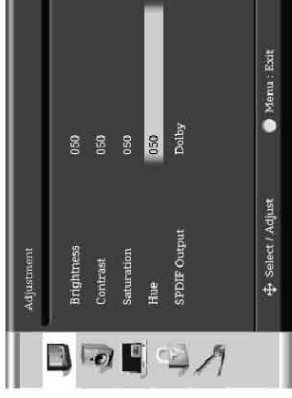 Adjustment
Brightness 050
Contrast 050
Saturation 050
Hue 050
SPDIF Output Dolby
Select / Adjust Menu : Exit